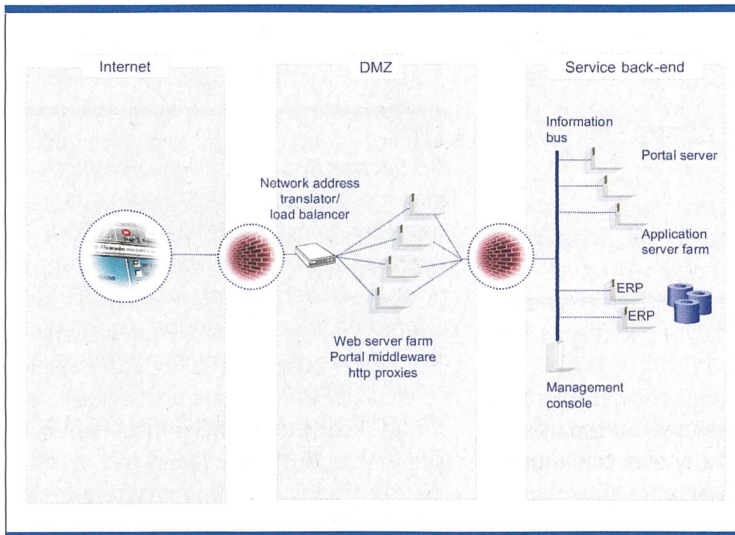 Internet
DMZ
Service back-end
Information
bus
Portal server
Network address
translator/
load balancer
Application
server farm
ERP
ERP
Web server farm
Portal middleware
http proxies
Management
console